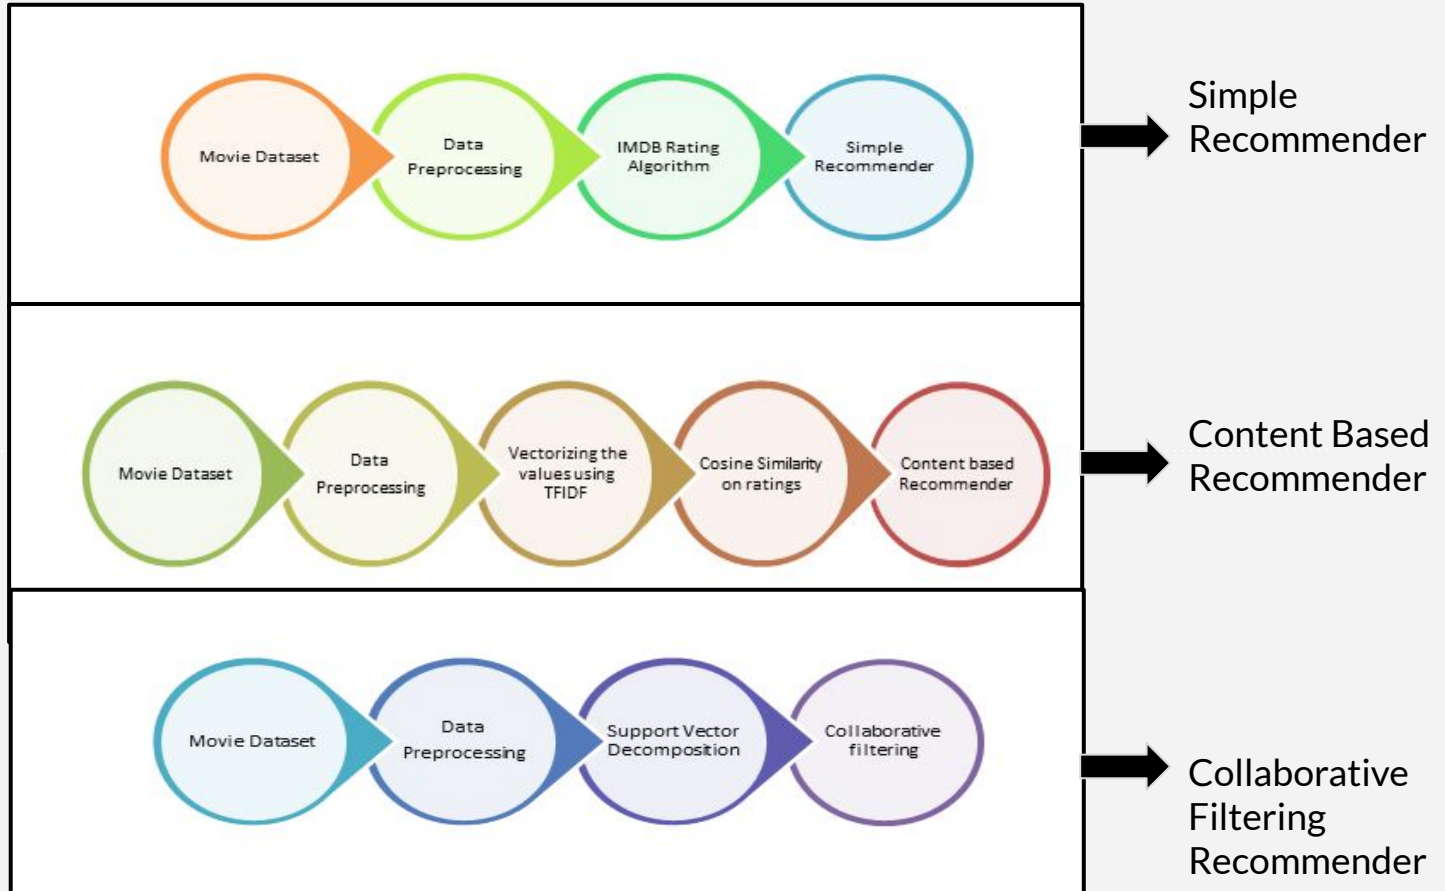 Movie Dataset
Data
Preprocessing
IMDB Rating
Algorithm
Simple
Recommender
Simple
Recommender
Movie Dataset
Data
Preprocessing
Vectorizing the
values using
TFIDF
Cosine Similarity
on ratings
Content based
Recommender
Content Based
Recommender
Movie Dataset
Data
Preprocessing
Support Vector
Decomposition
Collaborative
filtering
Collaborative
Filtering
Recommender